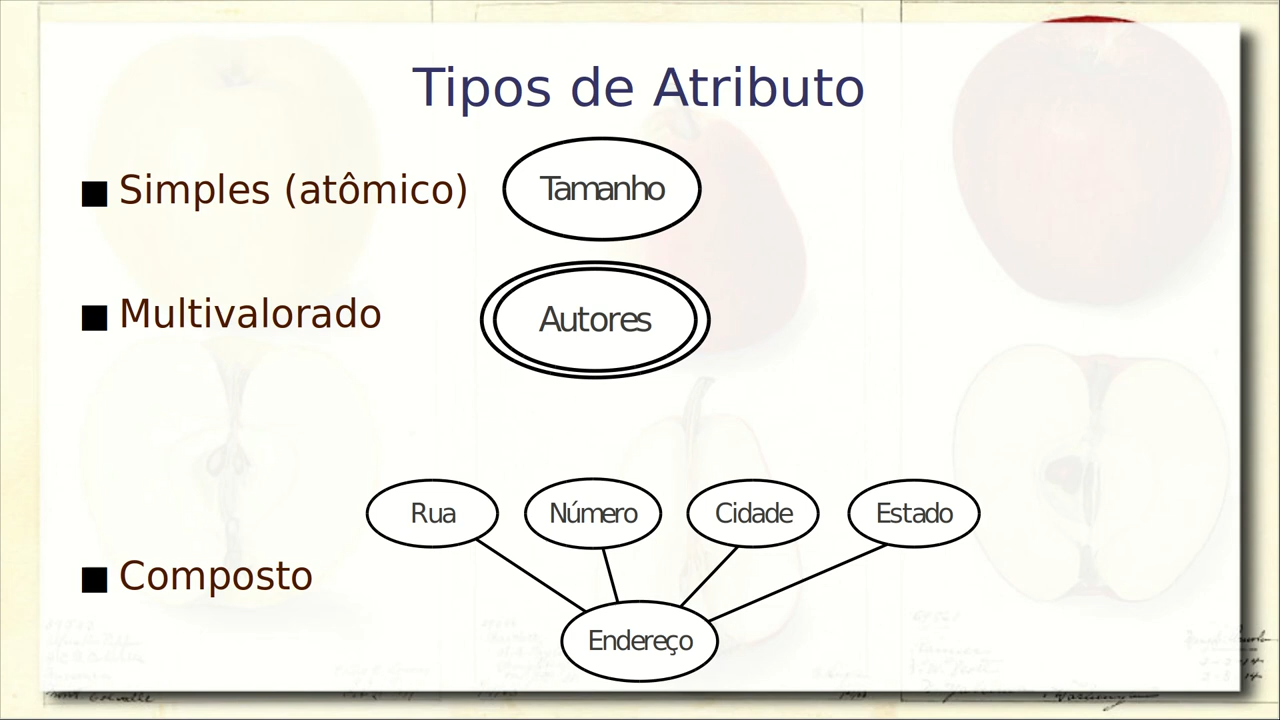 Tipos de Atributo
■ Simples (atômico)
Tamanho
■ Multivalorado
Autores
Rua
Número
Cidade
Estado
■ Composto
Endereço